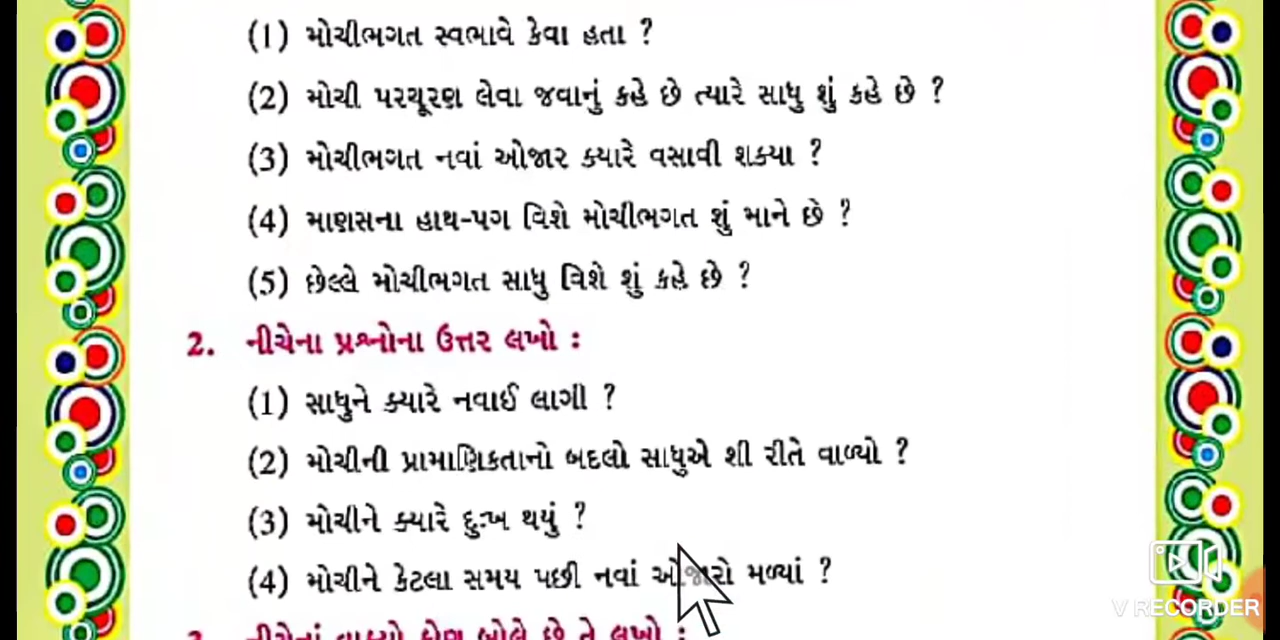 (1) મોચીભગત સ્વભાવે કેવા હતા ?
(2) મોચી પરચૂરણ લેવા જવાનું કહે છે ત્યારે સાધુ શું કહે છે ?
(3) મોચીભગત નવાં ઓજાર ક્યારે વસાવી શક્યા ?
(4) માણસના હાથ-પગ વિશે મોચીભગત શું માને છે ?
(5) છેલ્લે મોચીભગત સાધુ વિશે શું કહે છે ?
2. નીચેના પ્રશ્નોના ઉત્તર લખો :
(1) સાધુને ક્યારે નવાઈ લાગી ?
(2) મોચીની પ્રામાણિકતાનો બદલો સાધુએ શી રીતે વાળ્યો ?
(3) મોચીને ક્યારે દુઃખ થયું ?
(4) મોચીને કેટલા સમય પછી નવાં ઓજારો મળ્યાં ?
V RECORDER
નીચેનાં વાક્યો કોણ બોલે છે તે લખો :